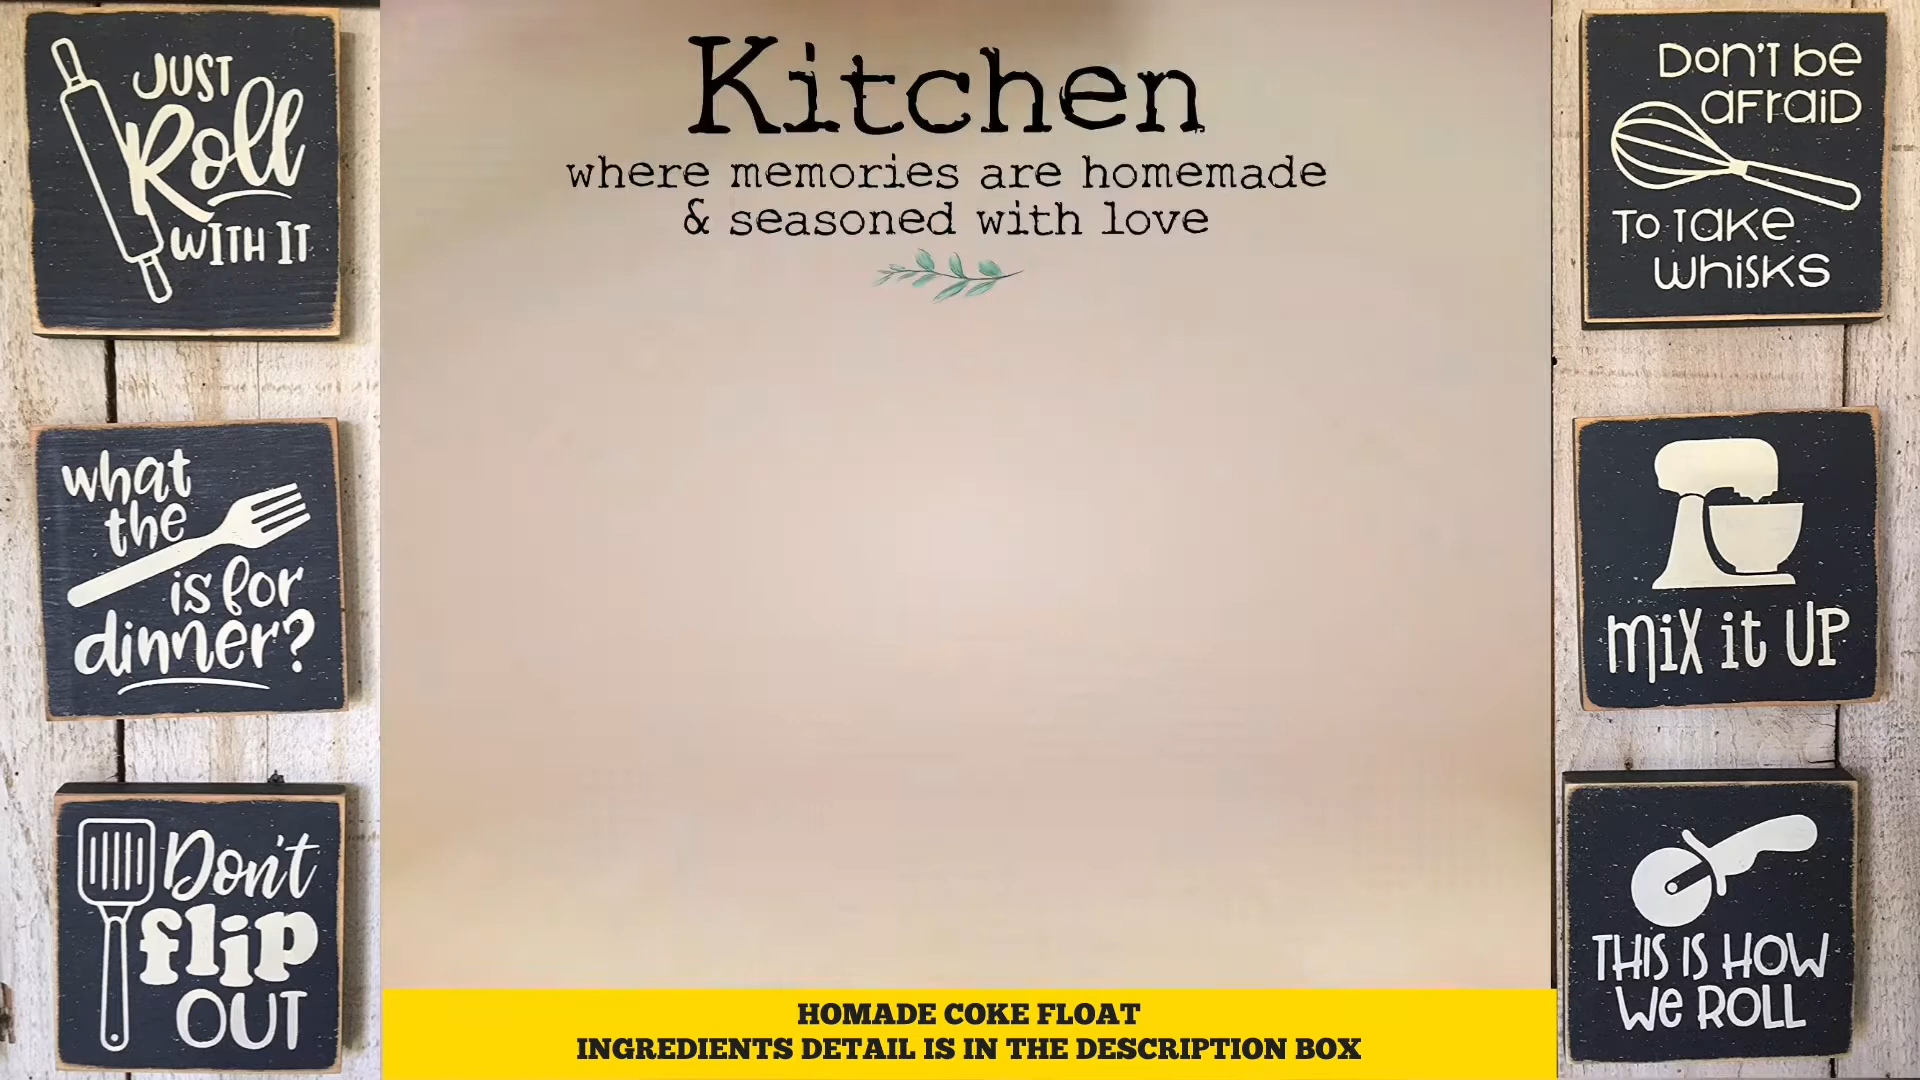 JUST
Roll
WITH IT
what
the
is for
dinner?
Don't
flip
OUT
Kitchen
where memories are homemade
& seasoned with love
Don't be
afraid
To Take
whisks
mix it up
THIS IS HOW
We ROLL
HOMADE COKE FLOAT
INGREDIENTS DETAIL IS IN THE DESCRIPTION BOX